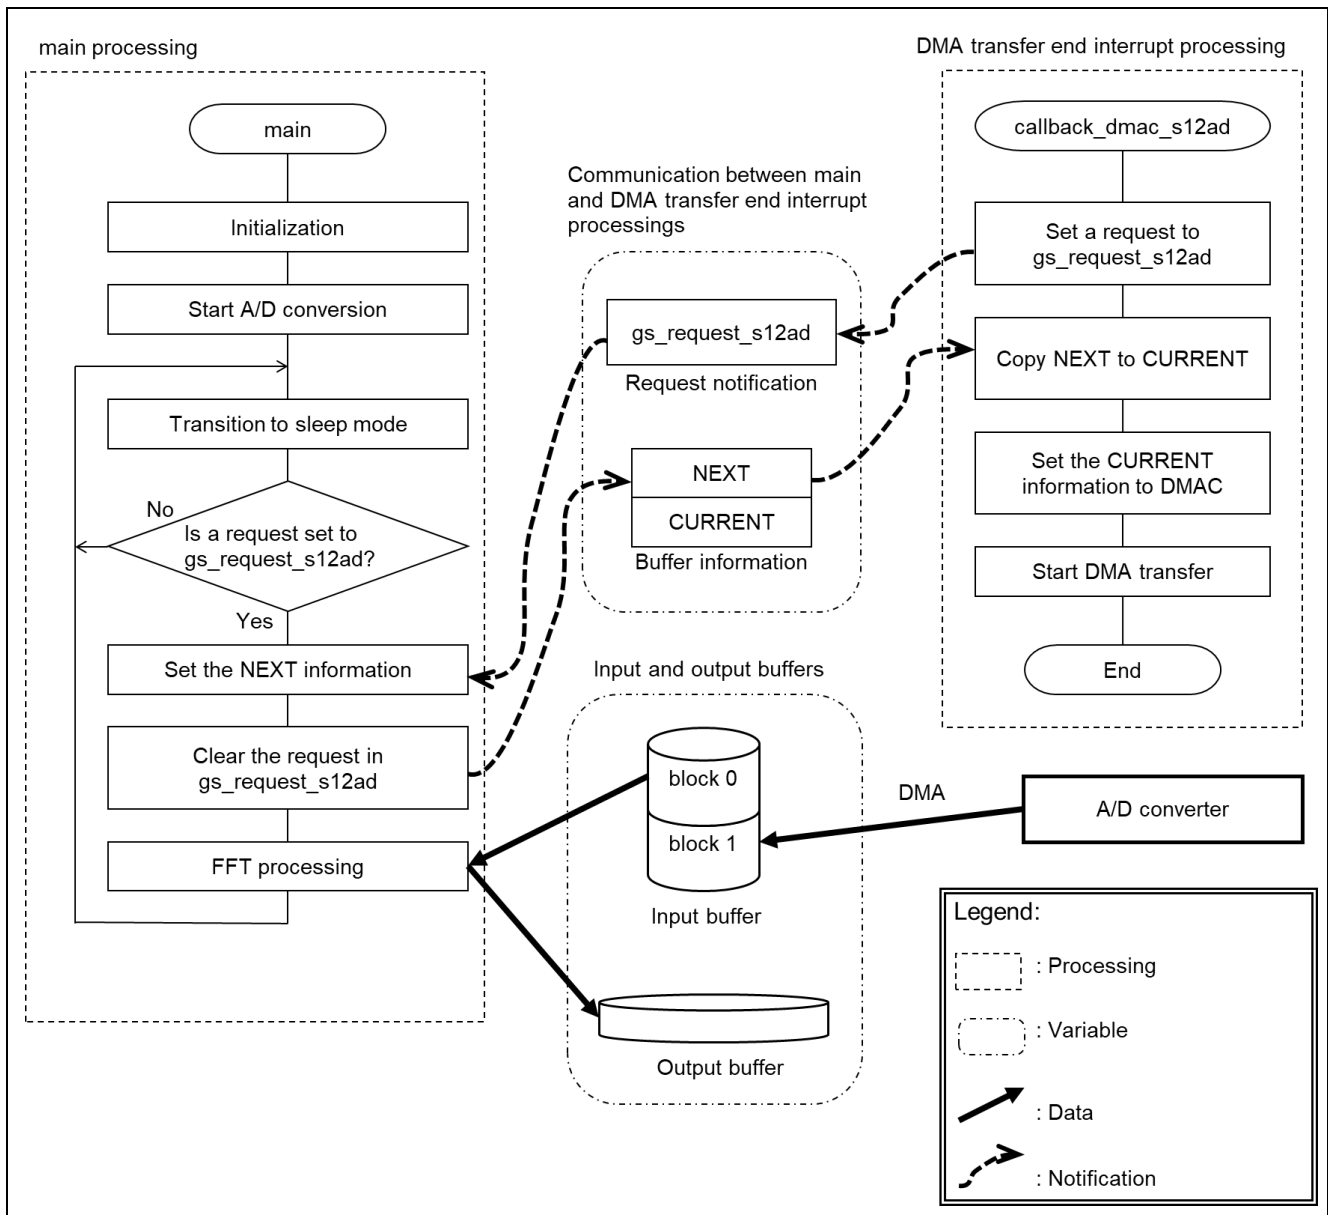 main processing
main
Initialization
Start A/D conversion
Transition to sleep mode
No
Is a request set to
gs_request_s12ad?
Yes
Set the NEXT information
Clear the request in
gs_request_s12ad
FFT processing
Communication between main
and DMA transfer end interrupt
processings
gs_request_s12ad
Request notification
NEXT
CURRENT
Buffer information
Input and output buffers
block 0
block 1
Input buffer
Output buffer
DMA transfer end interrupt processing
callback_dmac_s12ad
Set a request to
gs_request_s12ad
Copy NEXT to CURRENT
Set the CURRENT
information to DMAC
Start DMA transfer
End
DMA
A/D converter
Legend:
: Processing
: Variable
: Data
: Notification